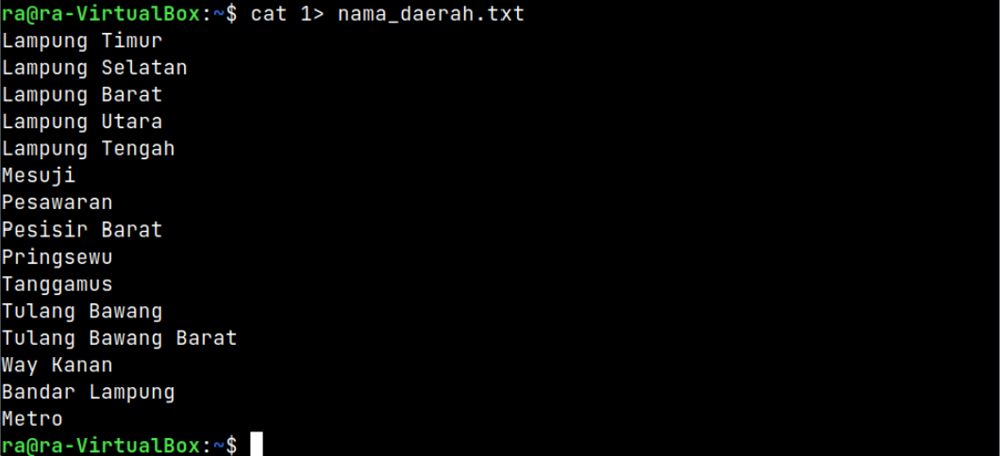 ra@ra-VirtualBox:~$ cat 1> nama_daerah.txt
Lampung Timur
Lampung Selatan
Lampung Barat
Lampung Utara
Lampung Tengah
Mesuji
Pesawaran
Pesisir Barat
Pringsewu
Tanggamus
Tulang Bawang
Tulang Bawang Barat
Way Kanan
Bandar Lampung
Metro
ra@ra-VirtualBox:~$